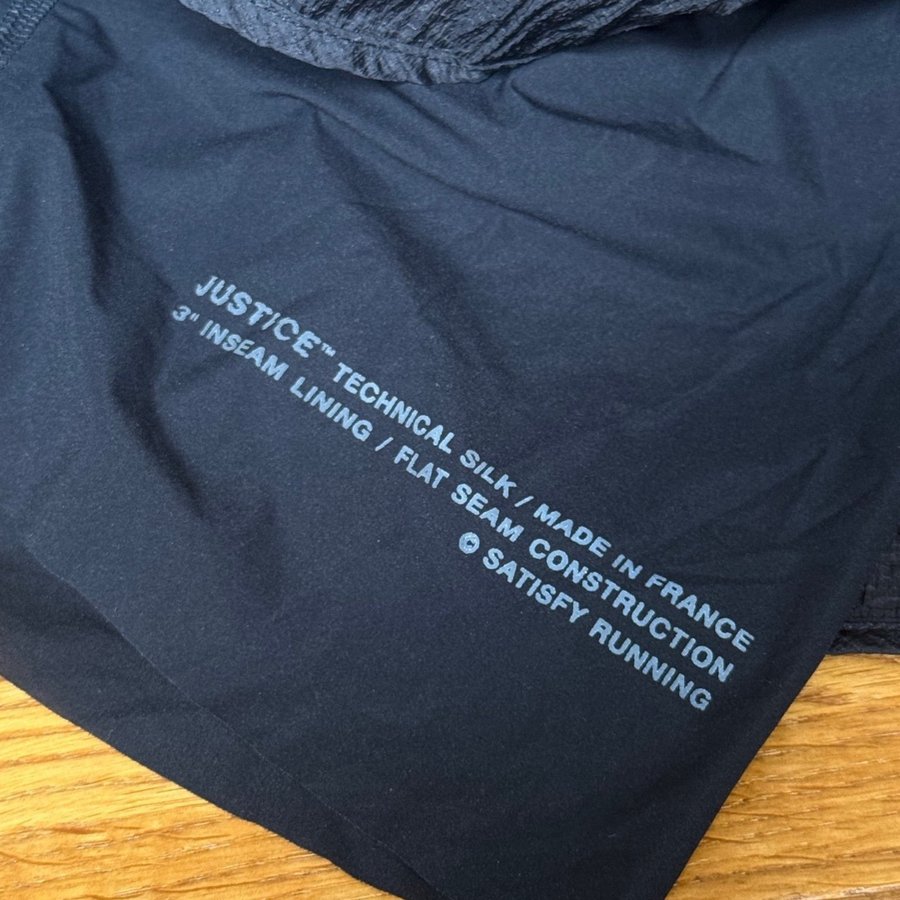 JUSTICE™ TECHNICAL SILK / MADE IN FRANCE
3" INSEAM LINING / FLAT SEAM CONSTRUCTION
© SATISFY RUNNING